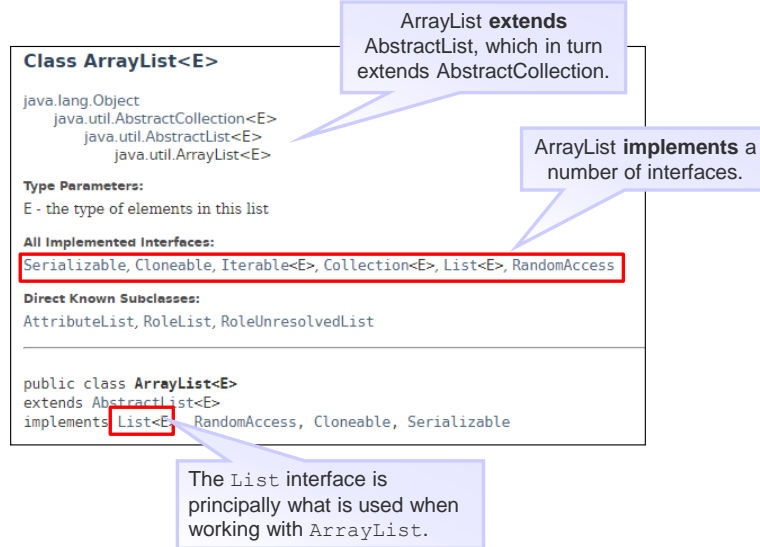 ArrayList extends
AbstractList, which in turn
extends AbstractCollection.
Class ArrayList<E>
java.lang.Object
java.util.AbstractCollection<E>
java.util.AbstractList<E>
java.util.ArrayList<E>
ArrayList implements a
number of interfaces.
Type Parameters:
E - the type of elements in this list
All Implemented Interfaces:
Serializable, Cloneable, Iterable<E>, Collection<E>, List<E>, RandomAccess
Direct Known Subclasses:
AttributeList, RoleList, RoleUnresolvedList
public class ArrayList<E>
extends AbstractList<E>
implements List<E> RandomAccess, Cloneable, Serializable
The List interface is
principally what is used when
working with ArrayList.